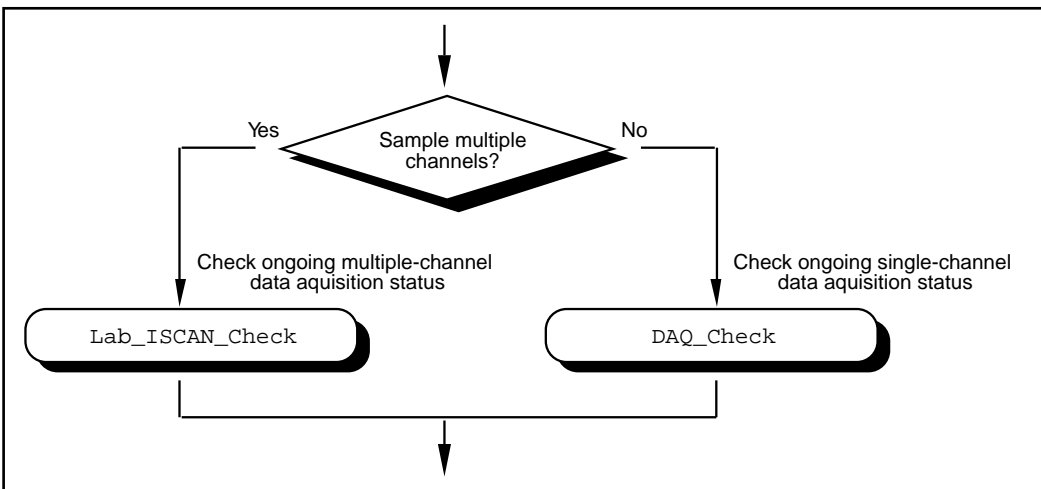 Yes
Sample multiple
channels?
No
Check ongoing multiple-channel
data aquisition status
Check ongoing single-channel
data aquisition status
Lab_ISCAN_Check
DAQ_Check